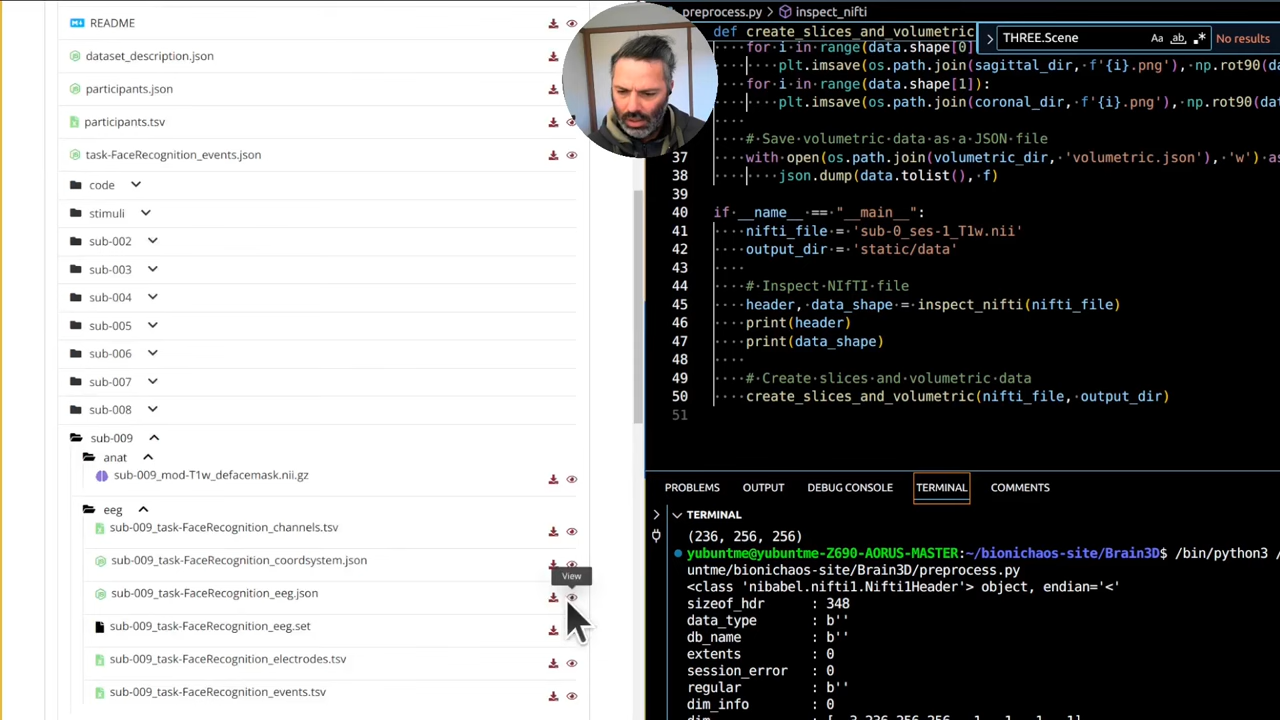 README
dataset_description.json
participants.json
participants.tsv
task-FaceRecognition_events.json
code
stimuli
sub-002
sub-003
sub-004
sub-005
sub-006
sub-007
sub-008
sub-009
anat
sub-009_mod-T1w_defacemask.nii.gz
eeg
sub-009_task-FaceRecognition_channels.tsv
sub-009_task-FaceRecognition_coordsystem.json
View
sub-009_task-FaceRecognition_eeg.json
sub-009_task-FaceRecognition_eeg.set
sub-009_task-FaceRecognition_electrodes.tsv
sub-009_task-FaceRecognition_events.tsv
preprocess.py > inspect_nifti
THREE.Scene Aa ab .* No results
def create_slices_and_volumetric
for i in range(data.shape[0]
plt.imsave(os.path.join(sagittal_dir, f'{i}.png'), np.rot90(d
for i in range(data.shape[1]):
plt.imsave(os.path.join(coronal_dir, f'{i}.png'), np.rot90(da
# Save volumetric data as a JSON file
37 with open(os.path.join(volumetric_dir, 'volumetric.json'), 'w') as
38 json.dump(data.tolist(), f)
39
40 if __name__ == "__main__":
41 nifti_file = 'sub-0_ses-1_T1w.nii'
42 output_dir = 'static/data'
43
44 # Inspect NIfTI file
45 header, data_shape = inspect_nifti(nifti_file)
46 print(header)
47 print(data_shape)
48
49 # Create slices and volumetric data
50 create_slices_and_volumetric(nifti_file, output_dir)
51
PROBLEMS OUTPUT DEBUG CONSOLE TERMINAL COMMENTS
TERMINAL
(236, 256, 256)
yubuntme@yubuntme-Z690-AORUS-MASTER:~/bionichaos-site/Brain3D$ /bin/python3 /
untme/bionichaos-site/Brain3D/preprocess.py
<class 'nibabel.nifti1.Nifti1Header'> object, endian='<'
sizeof_hdr : 348
data_type : b''
db_name : b''
extents : 0
session_error : 0
regular : b''
dim_info : 0